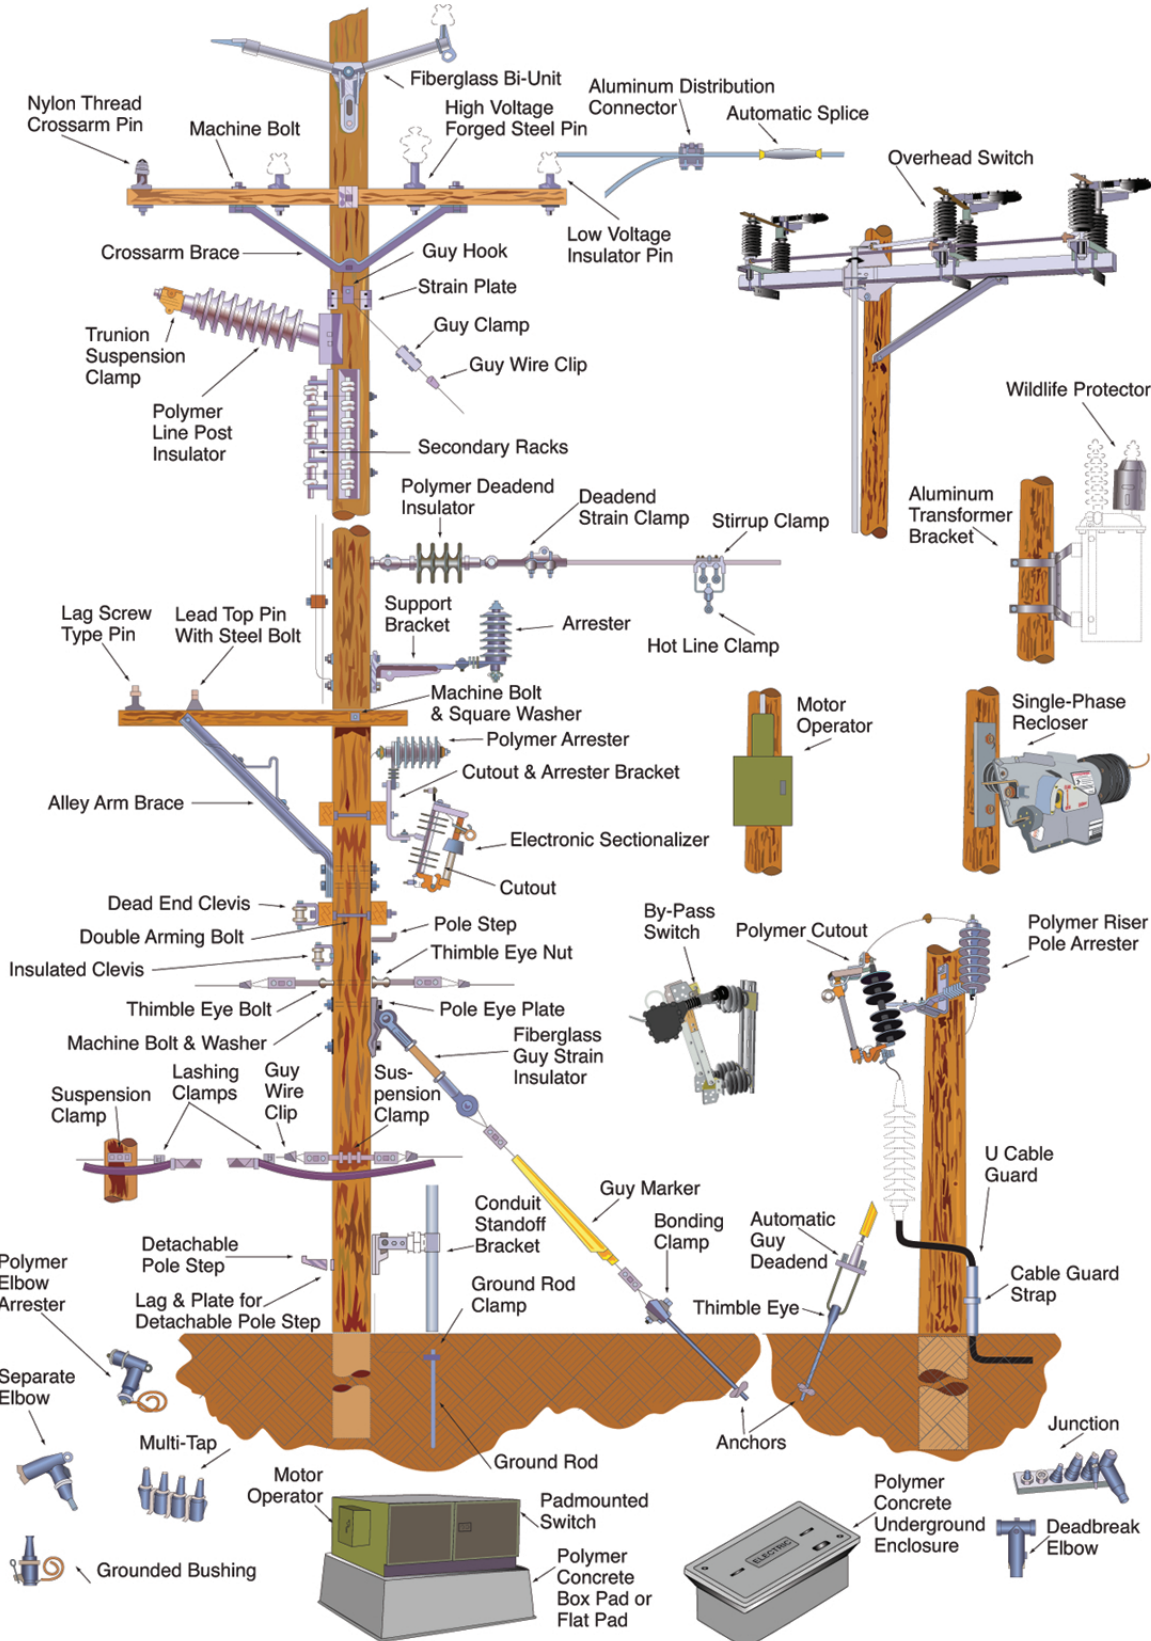 Fiberglass Bi-Unit
Nylon Thread
Crossarm Pin
Machine Bolt
High Voltage
Forged Steel Pin
Aluminum Distribution
Connector
Automatic Splice
Overhead Switch
Crossarm Brace
Guy Hook
Low Voltage
Insulator Pin
Strain Plate
Trunion
Suspension
Clamp
Guy Clamp
Guy Wire Clip
Polymer
Line Post
Insulator
Secondary Racks
Wildlife Protector
Polymer Deadend
Insulator
Deadend
Strain Clamp
Stirrup Clamp
Aluminum
Transformer
Bracket
Lag Screw
Type Pin
Lead Top Pin
With Steel Bolt
Support
Bracket
Arrester
Hot Line Clamp
Machine Bolt
& Square Washer
Motor
Operator
Single-Phase
Recloser
Polymer Arrester
Cutout & Arrester Bracket
Alley Arm Brace
Electronic Sectionalizer
Cutout
Dead End Clevis
Pole Step
By-Pass
Switch
Polymer Cutout
Polymer Riser
Pole Arrester
Double Arming Bolt
Thimble Eye Nut
Insulated Clevis
Thimble Eye Bolt
Pole Eye Plate
Machine Bolt & Washer
Fiberglass
Guy Strain
Insulator
Suspension
Clamp
Lashing
Clamps
Guy
Wire
Clip
Sus-
pension
Clamp
U Cable
Guard
Guy Marker
Conduit
Standoff
Bracket
Bonding
Clamp
Automatic
Guy
Deadend
Detachable
Pole Step
Polymer
Elbow
Arrester
Lag & Plate for
Detachable Pole Step
Ground Rod
Clamp
Thimble Eye
Cable Guard
Strap
Separate
Elbow
Multi-Tap
Ground Rod
Anchors
Junction
Motor
Operator
Padmounted
Switch
Polymer
Concrete
Underground
Enclosure
ELECTRIC
Deadbreak
Elbow
Grounded Bushing
Polymer
Concrete
Box Pad or
Flat Pad